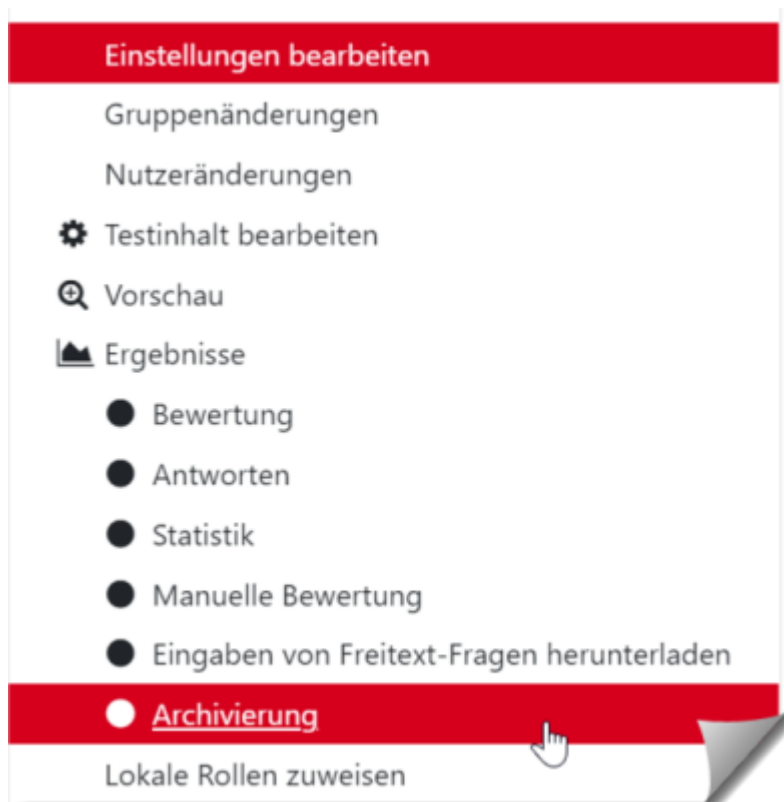 Einstellungen bearbeiten
Gruppenänderungen
Nutzeränderungen
Testinhalt bearbeiten
Vorschau
Ergebnisse
Bewertung
Antworten
Statistik
Manuelle Bewertung
Eingaben von Freitext-Fragen herunterladen
Archivierung
Lokale Rollen zuweisen